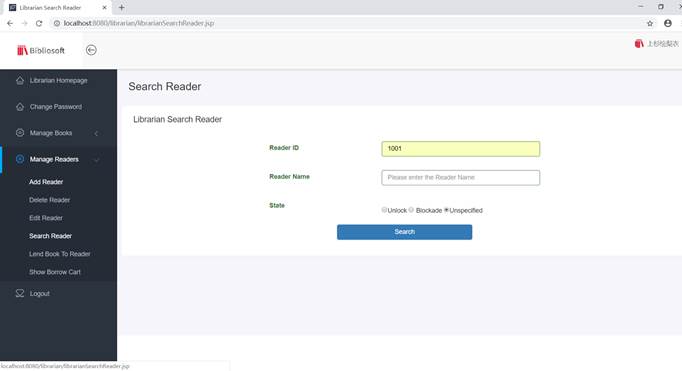 Librarian Search Reader
localhost:8080/librarian/librarianSearchReader.jsp
Bibliosoft
上杉绘梨衣
Librarian Homepage
Change Password
Manage Books
Manage Readers
Add Reader
Delete Reader
Edit Reader
Search Reader
Lend Book To Reader
Show Borrow Cart
Logout
Search Reader
Librarian Search Reader
Reader ID
1001
Reader Name
Please enter the Reader Name
State
Unlock Blockade Unspecified
Search
localhost:8080/librarian/librarianSearchReader.jsp